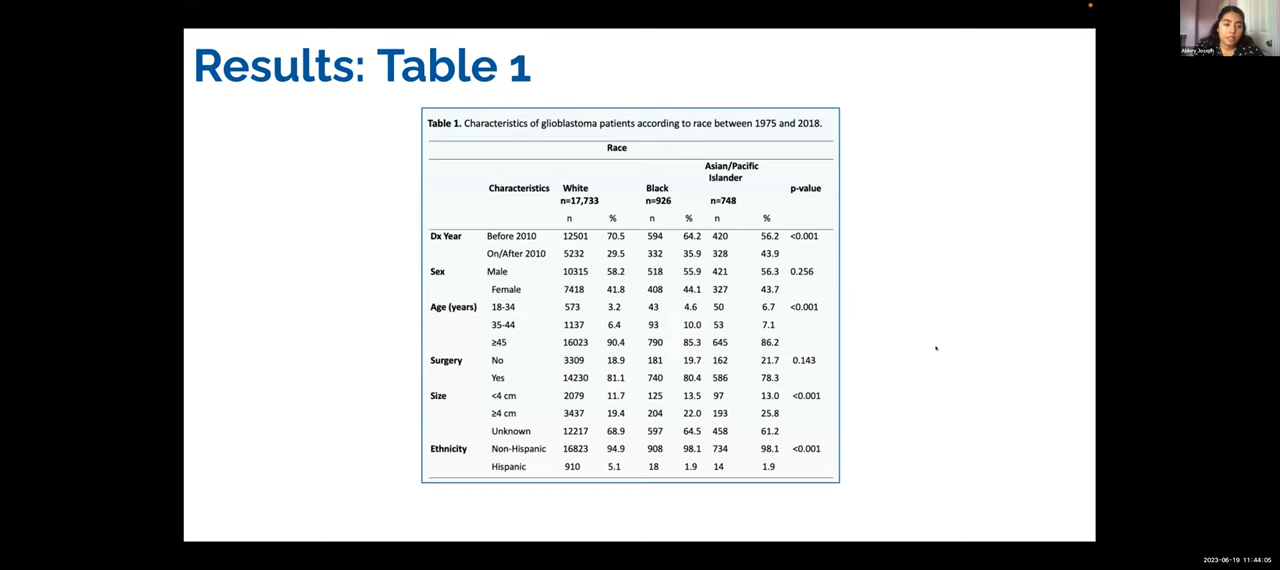 Results: Table 1
Abbey Joseph
Table 1. Characteristics of glioblastoma patients according to race between 1975 and 2018.
Race
Characteristics White n=17,733 Black n=926 Asian/Pacific Islander n=748 p-value
n % n % n %
Dx Year Before 2010 12501 70.5 594 64.2 420 56.2 <0.001
On/After 2010 5232 29.5 332 35.9 328 43.9
Sex Male 10315 58.2 518 55.9 421 56.3 0.256
Female 7418 41.8 408 44.1 327 43.7
Age (years) 18-34 573 3.2 43 4.6 50 6.7 <0.001
35-44 1137 6.4 93 10.0 53 7.1
≥45 16023 90.4 790 85.3 645 86.2
Surgery No 3309 18.9 181 19.7 162 21.7 0.143
Yes 14230 81.1 740 80.4 586 78.3
Size <4 cm 2079 11.7 125 13.5 97 13.0 <0.001
≥4 cm 3437 19.4 204 22.0 193 25.8
Unknown 12217 68.9 597 64.5 458 61.2
Ethnicity Non-Hispanic 16823 94.9 908 98.1 734 98.1 <0.001
Hispanic 910 5.1 18 1.9 14 1.9
2023-06-19 11:44:05